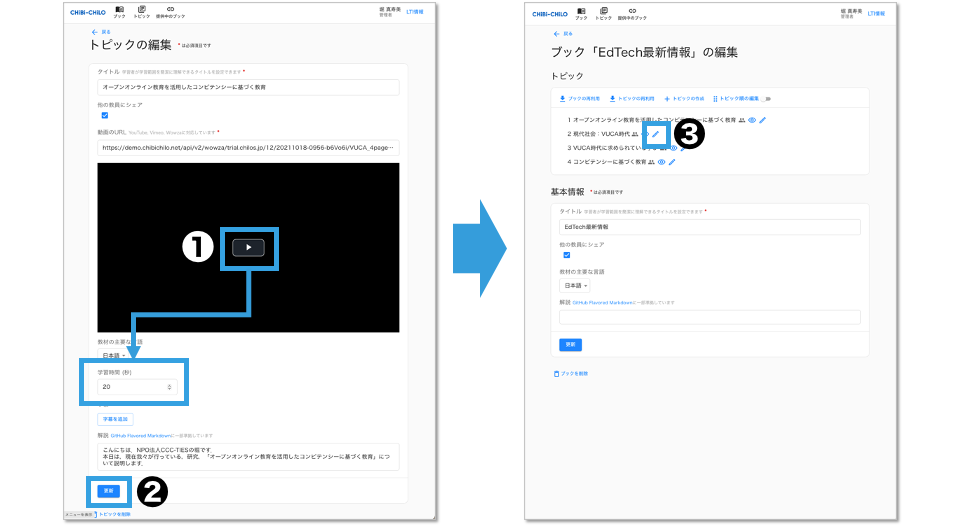 CHiBi-CHiLO
ブック
トピック
提供中のブック
堀 真寿美
管理者
LTI情報
戻る
トピックの編集 * は必須項目です
タイトル 学習者が学習範囲を簡潔に理解できるタイトルを設定できます *
オープンオンライン教育を活用したコンピテンシーに基づく教育
他の教員にシェア
動画のURL YouTube, Vimeo, Wowzaに対応しています *
https://demo.chibichilo.net/api/v2/wowza/trial.chilos.jp/12/20211018-0956-b6Vo6i/VUCA_4page…
1
教材の主要な言語
日本語
学習時間 (秒)
20
字幕を追加
解説 GitHub Flavored Markdownに一部準拠しています
こんにちは、NPO法人CCC-TIESの堀です
本日は、現在我々が行っている、研究、「オープンオンライン教育を活用したコンピテンシーに基づく教育」につ
いて説明します。
更新
2
メニューを表示
トピックを削除
CHiBi-CHiLO
ブック
トピック
提供中のブック
堀 真寿美
管理者
LTI情報
戻る
ブック「EdTech最新情報」の編集
トピック
ブックの再利用
トピックの再利用
トピックの作成
トピック間の編集
1 オープンオンライン教育を活用したコンピテンシーに基づく教育
2 現代社会：VUCA時代
3
3 VUCA時代に求められている
4 コンピテンシーに基づく教育
基本情報 * は必須項目です
タイトル 学習者が学習範囲を簡潔に理解できるタイトルを設定できます *
EdTech最新情報
他の教員にシェア
教材の主要な言語
日本語
解説 GitHub Flavored Markdownに一部準拠しています
更新
ブックを削除